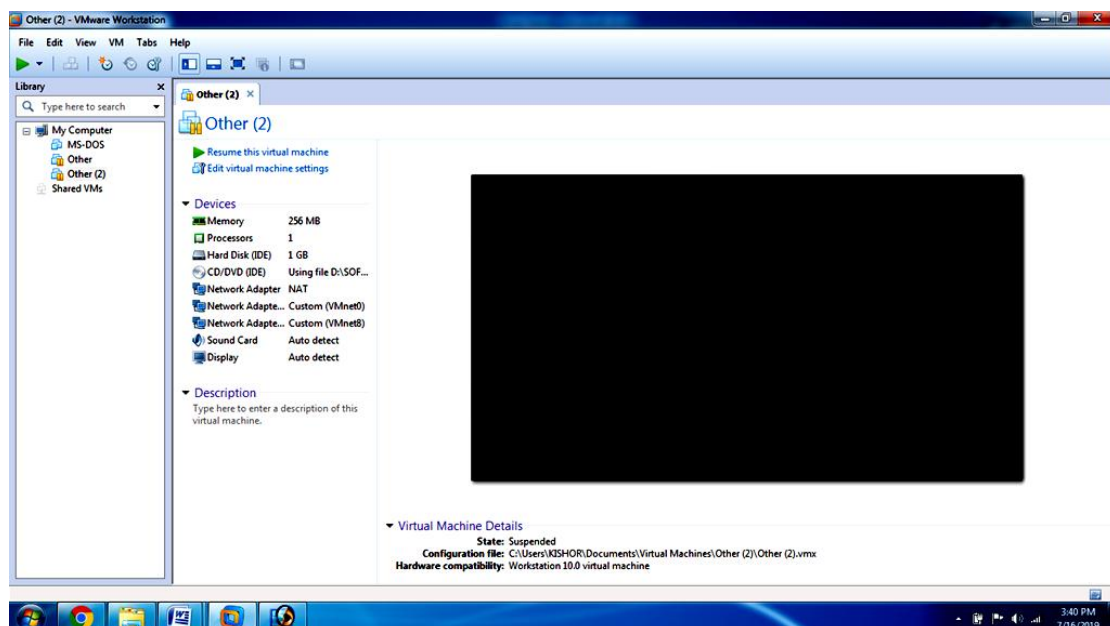 Other (2) - VMware Workstation
File Edit View VM Tabs Help
Library
Type here to search
My Computer
MS-DOS
Other
Other (2)
Shared VMs
Other (2)
Other (2)
Resume this virtual machine
Edit virtual machine settings
Devices
Memory 256 MB
Processors 1
Hard Disk (IDE) 1 GB
CD/DVD (IDE) Using file D:\SOF...
Network Adapter NAT
Network Adapte... Custom (VMnet0)
Network Adapte... Custom (VMnet8)
Sound Card Auto detect
Display Auto detect
Description
Type here to enter a description of this
virtual machine.
Virtual Machine Details
State: Suspended
Configuration file: C:\Users\KISHOR\Documents\Virtual Machines\Other (2)\Other (2).vmx
Hardware compatibility: Workstation 10.0 virtual machine
3:40 PM
7/16/2019